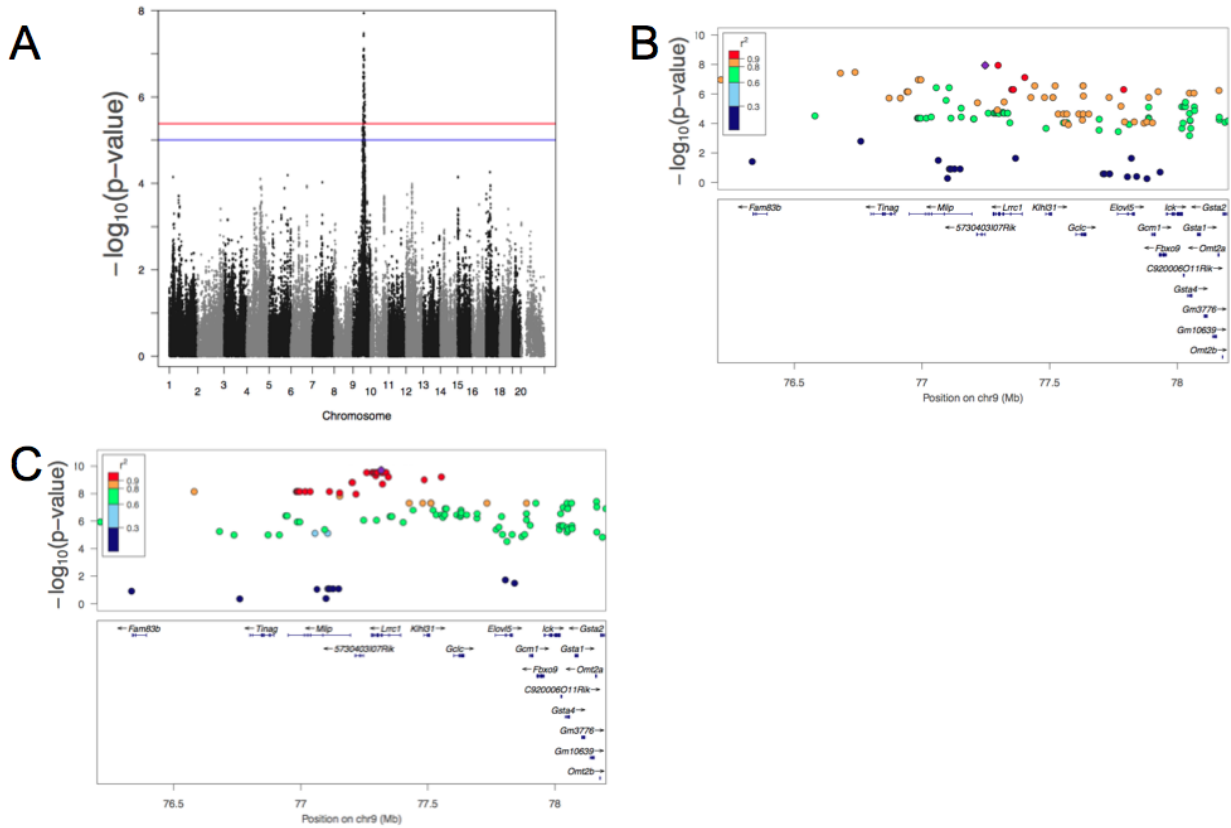 A
8
6
4
2
0
−log10(p−value)
1 2 3 4 5 6 7 8 9 10 11 12 13 14 15 16 18 20
Chromosome
B
10
8
6
4
2
0
−log10(p−value)
r2
0.9
0.8
0.6
0.3
←Fam83b ←Tinag ←Mlip ←Lrrc1 Klhl31→ Elovl5→ Ick→ ←Gsta2
←5730403I07Rik Gclc→ Gcm1→ Gsta1→
←Fbxo9 ←Omt2a
C920006O11Rik→
Gsta4→
Gm3776→
Gm10639→
Omt2b→
76.5 77 77.5 78
Position on chr9 (Mb)
C
10
8
6
4
2
0
−log10(p−value)
r2
0.9
0.8
0.6
0.3
←Fam83b ←Tinag ←Mlip ←Lrrc1 Klhl31→ Elovl5→ Ick→ Gsta2→
←5730403I07Rik Gclc→ Gcm1→ Gsta1→
←Fbxo9 ←Omt2a
C920006O11Rik→
Gsta4→
Gm3776→
Gm10639→
Omt2b→
76.5 77 77.5 78
Position on chr9 (Mb)